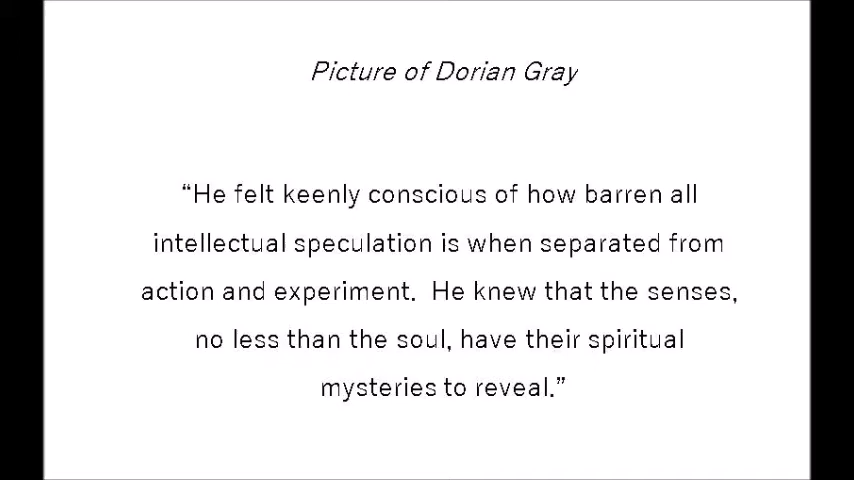 Picture of Dorian Gray
“He felt keenly conscious of how barren all
intellectual speculation is when separated from
action and experiment.  He knew that the senses,
no less than the soul, have their spiritual
mysteries to reveal.”